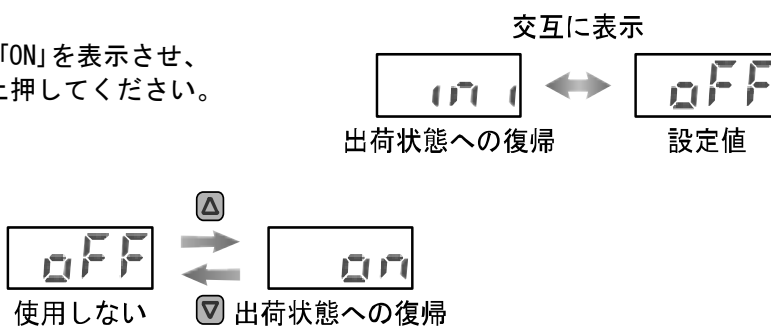 交互に表示
「ON」を表示させ、
上押してください。
ini
oFF
出荷状態への復帰
設定値
oFF
on
使用しない
出荷状態への復帰